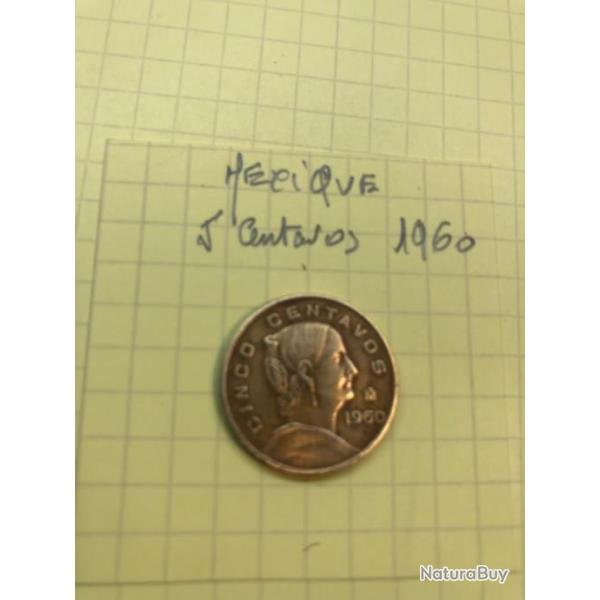 MEXIQUE
5 Centavos 1960
CINCO CENTAVOS
M
1960
NaturaBuy